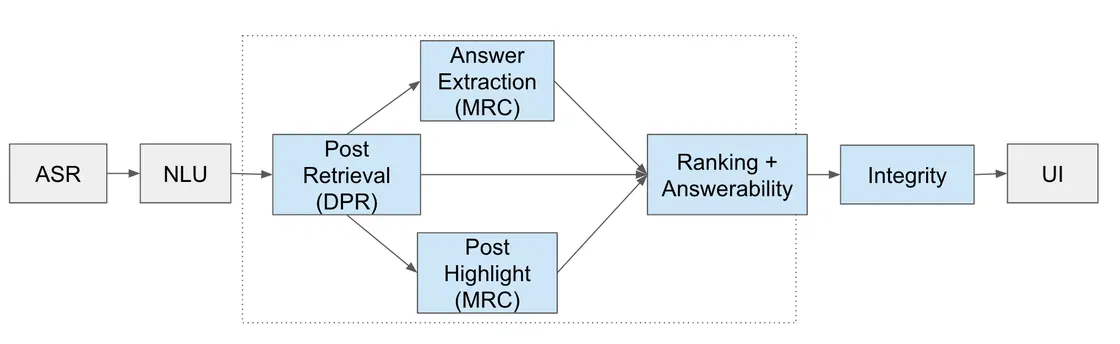 ASR
NLU
Post
Retrieval
(DPR)
Answer
Extraction
(MRC)
Post
Highlight
(MRC)
Ranking +
Answerability
Integrity
UI